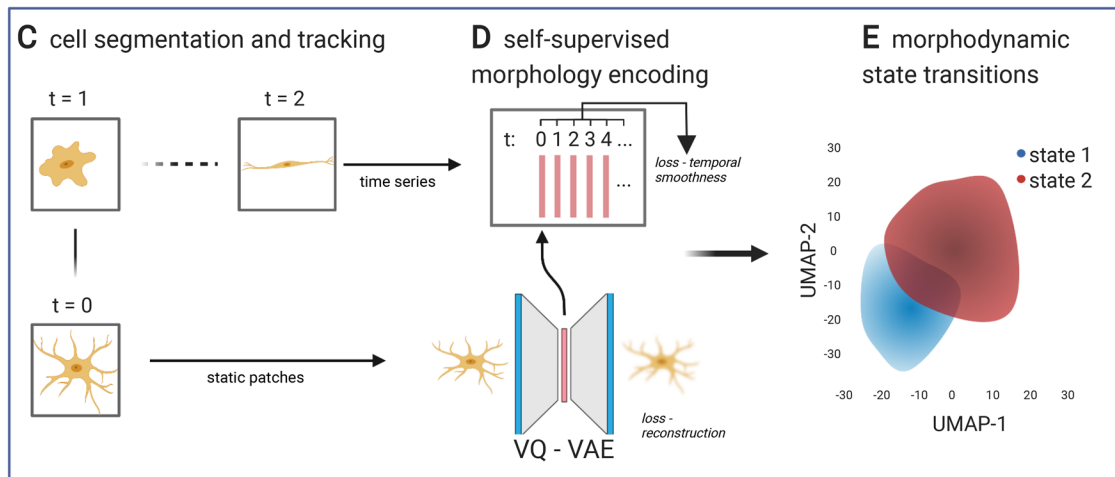 C cell segmentation and tracking
t = 1
t = 2
time series
t = 0
static patches
D self-supervised
morphology encoding
t: 0 1 2 3 4 ...
...
loss - temporal
smoothness
loss -
reconstruction
VQ - VAE
E morphodynamic
state transitions
state 1
state 2
30
20
10
0
-10
-20
-30
UMAP-2
-30 -20 -10 0 10 20 30
UMAP-1